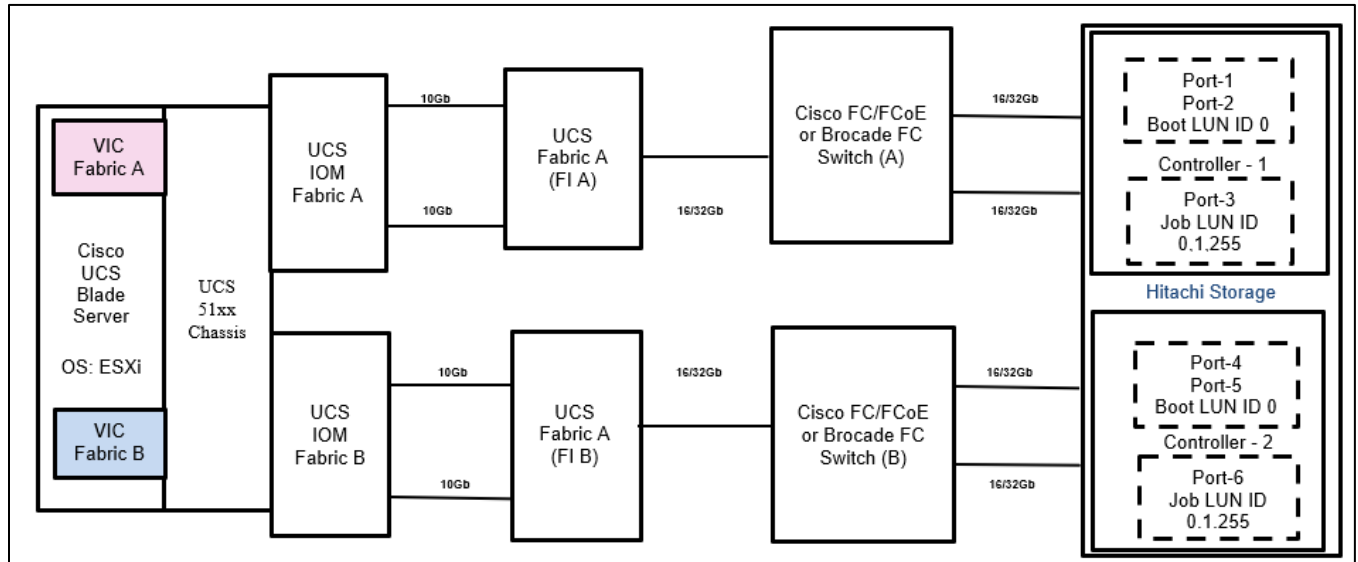 VIC
Fabric A
Cisco
UCS
Blade
Server
OS: ESXi
VIC
Fabric B
UCS
51xx
Chassis
UCS
IOM
Fabric A
UCS
IOM
Fabric B
10Gb
10Gb
10Gb
10Gb
UCS
Fabric A
(FI A)
UCS
Fabric A
(FI B)
16/32Gb
16/32Gb
Cisco FC/FCoE
or Brocade FC
Switch (A)
Cisco FC/FCoE
or Brocade FC
Switch (B)
16/32Gb
16/32Gb
16/32Gb
16/32Gb
Port-1
Port-2
Boot LUN ID 0
Controller - 1
Port-3
Job LUN ID
0,1,255
Hitachi Storage
Port-4
Port-5
Boot LUN ID 0
Controller - 2
Port-6
Job LUN ID
0.1.255